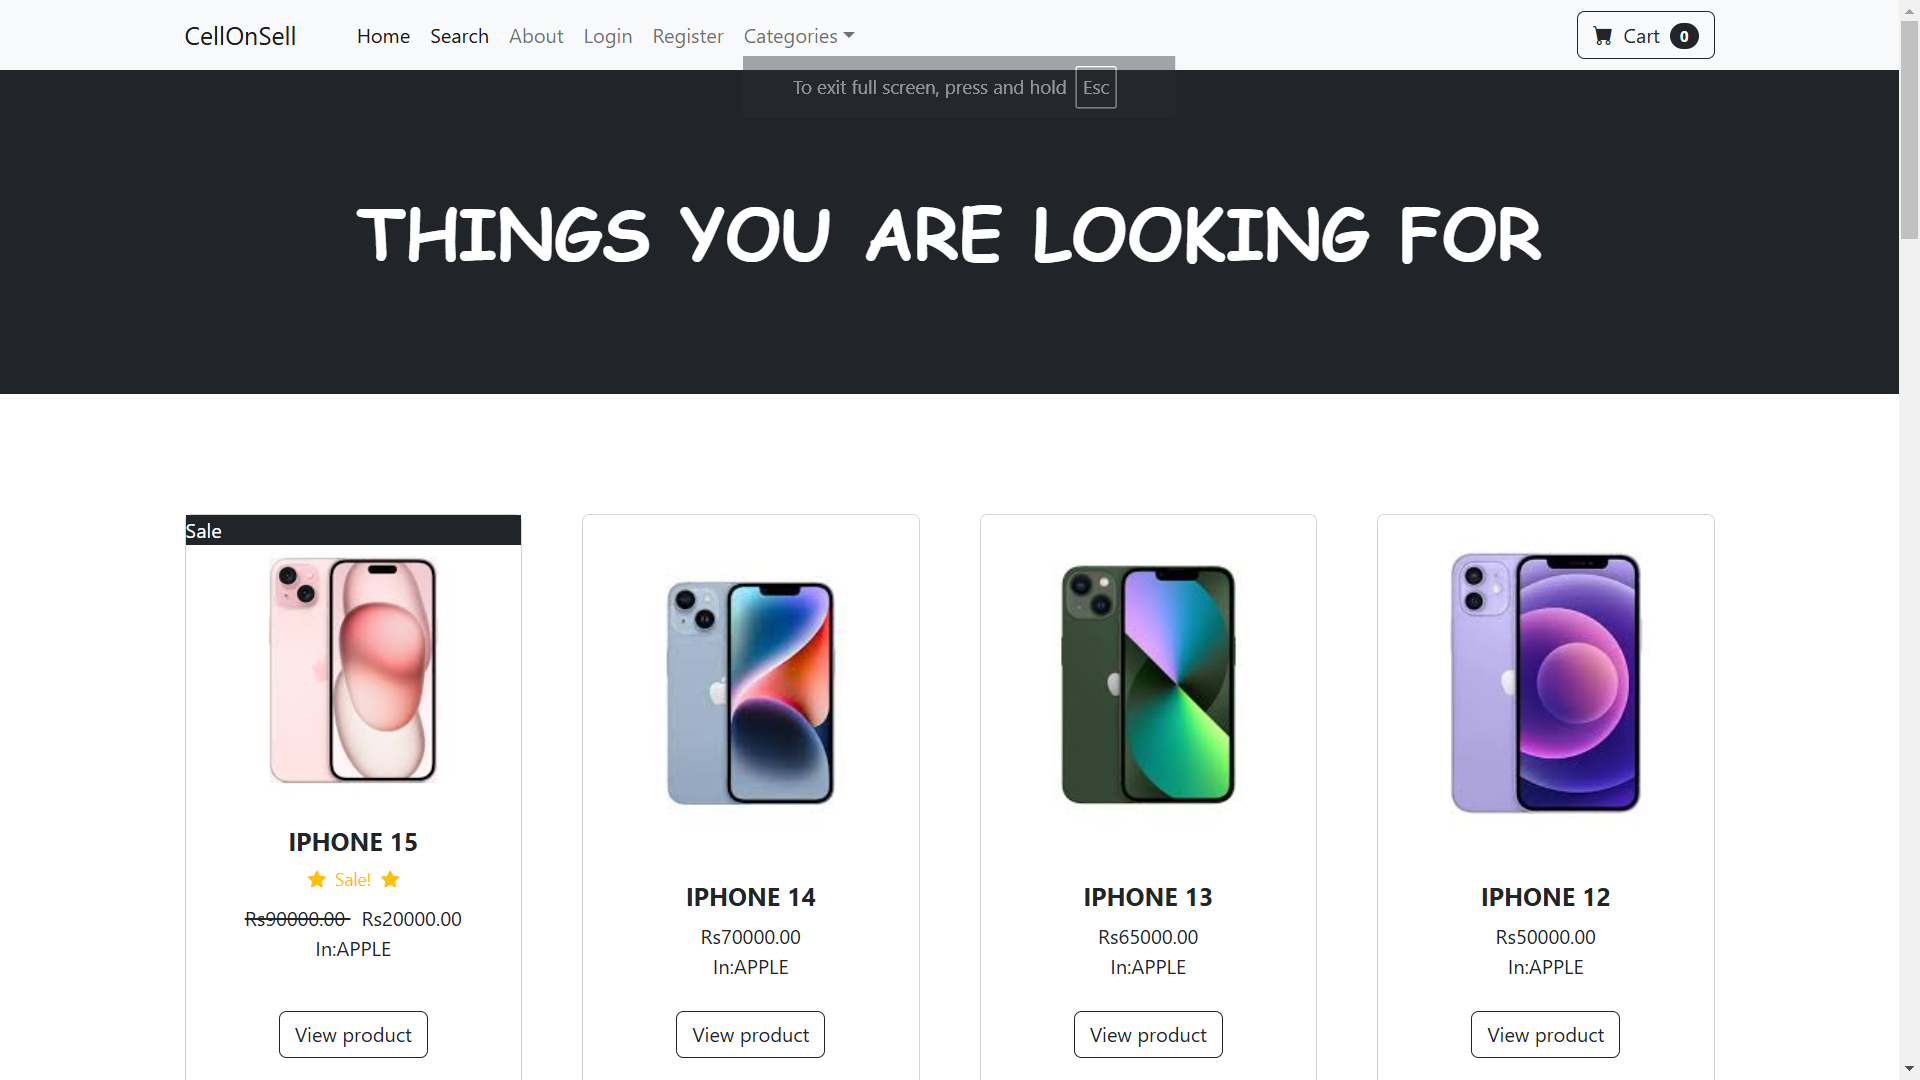 CellOnSell Home Search About Login Register Categories Cart 0
To exit full screen, press and hold Esc
THINGS YOU ARE LOOKING FOR
Sale
IPHONE 15
Sale!
Rs90000.00 Rs20000.00
In:APPLE
View product
IPHONE 14
Rs70000.00
In:APPLE
View product
IPHONE 13
Rs65000.00
In:APPLE
View product
IPHONE 12
Rs50000.00
In:APPLE
View product